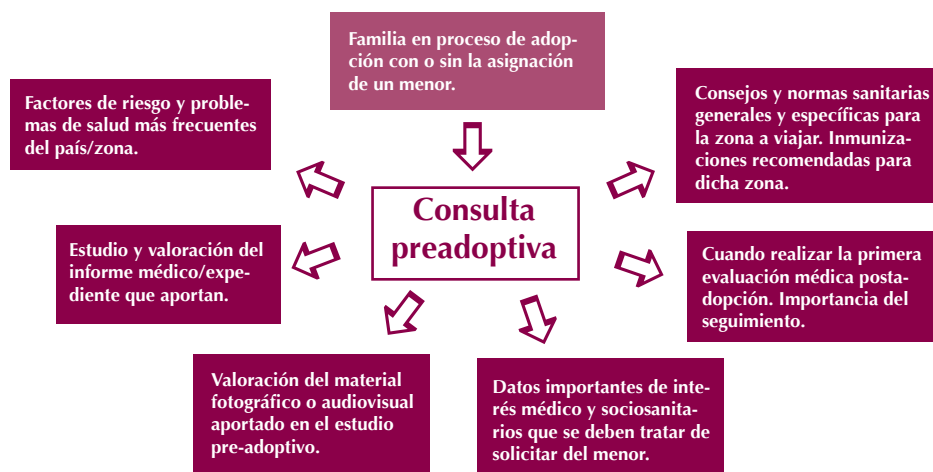 Familia en proceso de adop-
ción con o sin la asignación
de un menor.
Factores de riesgo y proble-
mas de salud más frecuentes
del país/zona.
Consejos y normas sanitarias
generales y específicas para
la zona a viajar. Inmuniza-
ciones recomendadas para
dicha zona.
Consulta
preadoptiva
Estudio y valoración del
informe médico/expe-
diente que aportan.
Cuando realizar la primera
evaluación médica post-
adopción. Importancia del
seguimiento.
Valoración del material
fotográfico o audiovisual
aportado en el estudio
pre-adoptivo.
Datos importantes de inte-
rés médico y sociosanita-
rios que se deben tratar de
solicitar del menor.